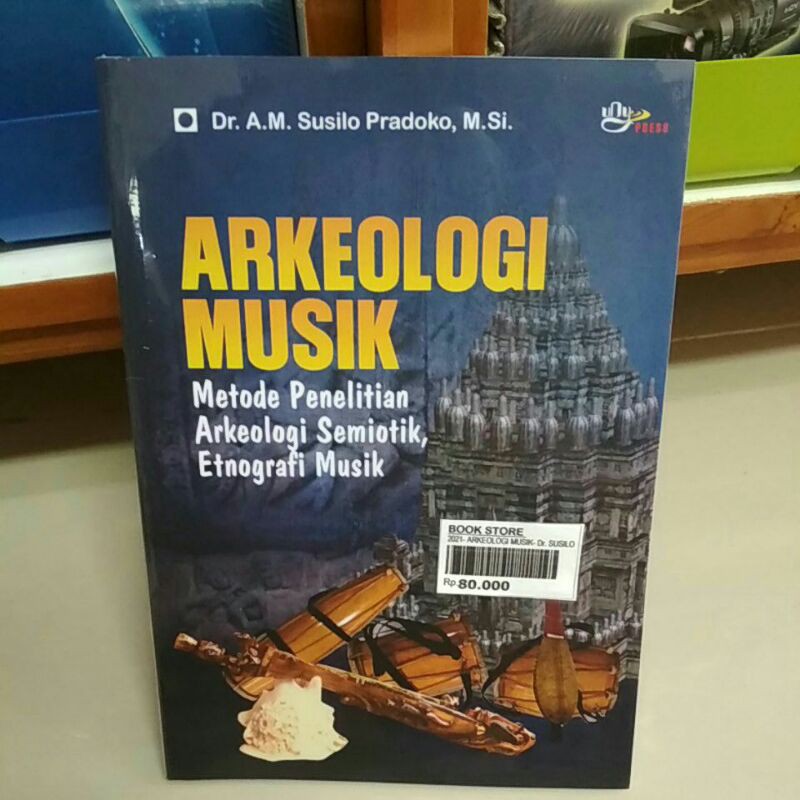 Dr. A.M. Susilo Pradoko, M.Si.
uny
PRESS
ARKEOLOGI
MUSIK
Metode Penelitian
Arkeologi Semiotik,
Etnografi Musik
BOOK STORE
2021- ARKEOLOGI MUSIK- Dr. SUSILO
Rp.80.000